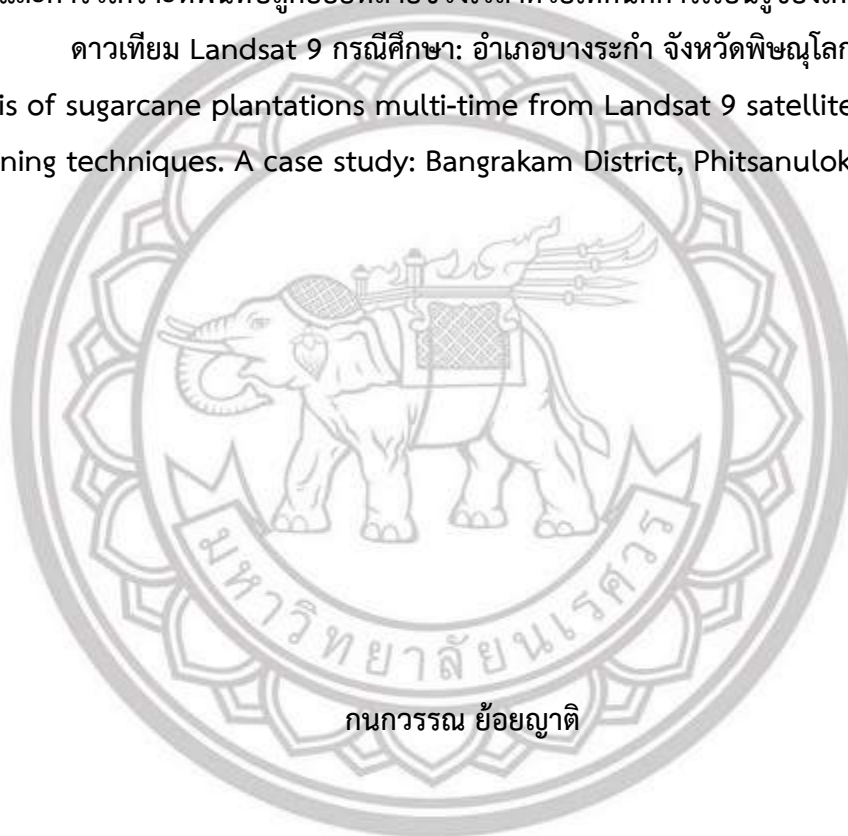 ดาวเทียม Landsat 9 กรณีศึกษา: อำเภอบางระกำ จังหวัดพิษณุโลก
is of sugarcane plantations multi-time from Landsat 9 satellite
ning techniques. A case study: Bangrakam District, Phitsanulok
มหาวิทยาลัยนเรศวร
กนกวรรณ ย้อยญาติ